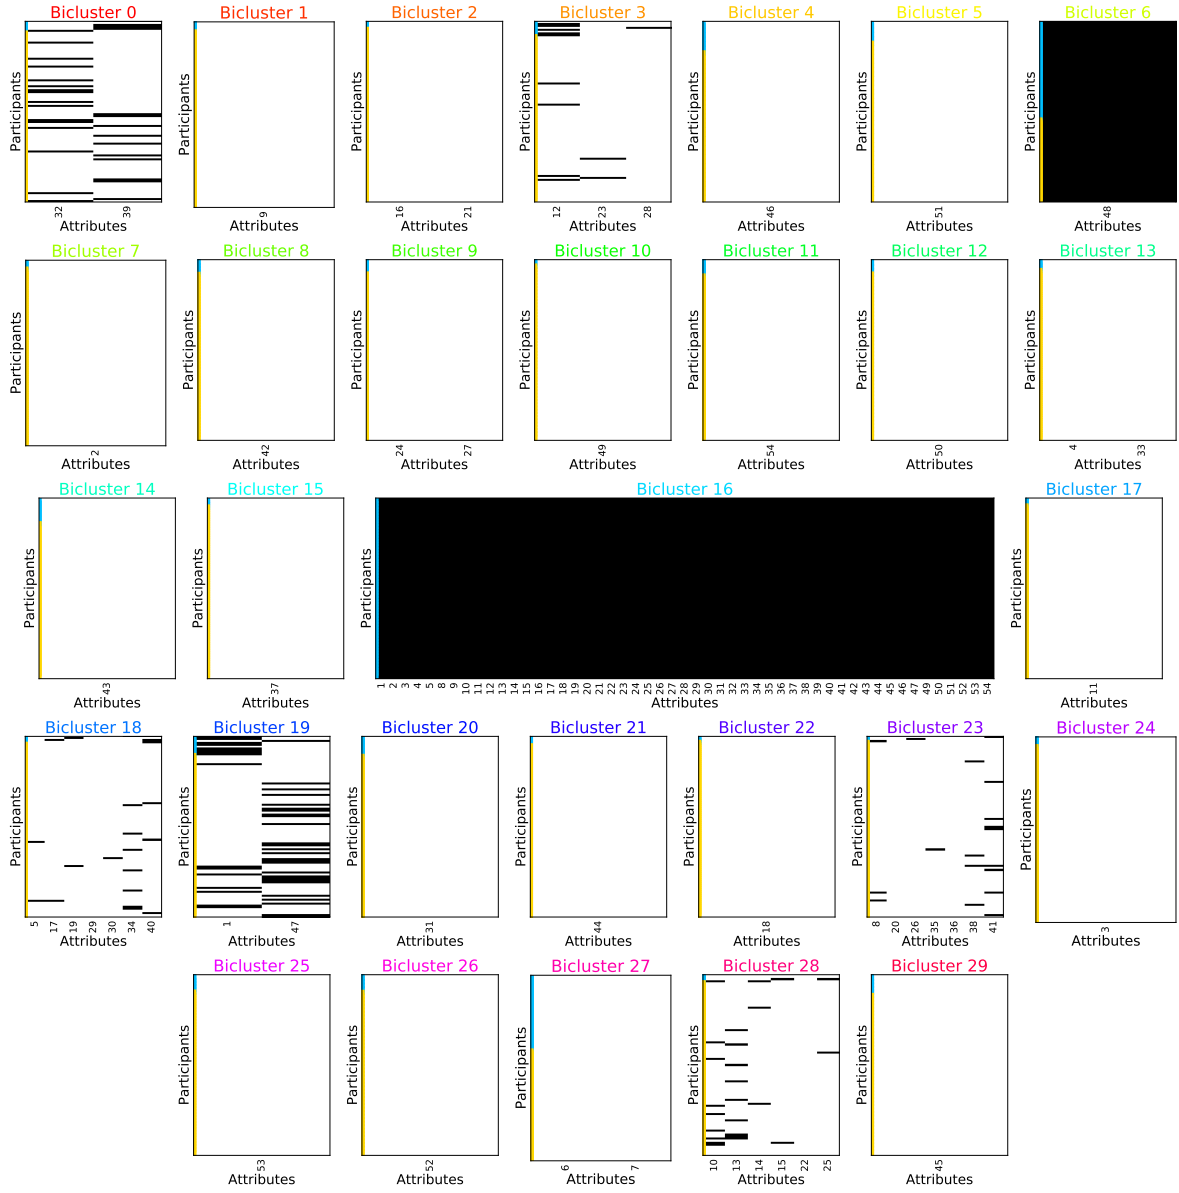 Bicluster 0 Bicluster 1 Bicluster 2 Bicluster 3 Bicluster 4 Bicluster 5 Bicluster 6
Participants Participants Participants Participants Participants Participants Participants
32 39 9 16 21 12 23 28 46 51 48
Attributes Attributes Attributes Attributes Attributes Attributes Attributes
Bicluster 7 Bicluster 8 Bicluster 9 Bicluster 10 Bicluster 11 Bicluster 12 Bicluster 13
Participants Participants Participants Participants Participants Participants Participants
2 42 24 27 49 54 50 4 33
Attributes Attributes Attributes Attributes Attributes Attributes Attributes
Bicluster 14 Bicluster 15 Bicluster 16 Bicluster 17
Participants Participants Participants Participants
43 37 1 2 3 4 5 8 9 10 11 12 13 14 15 16 17 18 19 20 21 22 23 24 25 26 27 28 29 30 31 32 33 34 35 36 37 38 39 40 41 42 43 44 45 46 47 49 50 51 52 53 54 11
Attributes Attributes Attributes Attributes
Bicluster 18 Bicluster 19 Bicluster 20 Bicluster 21 Bicluster 22 Bicluster 23 Bicluster 24
Participants Participants Participants Participants Participants Participants Participants
5 17 19 29 30 34 40 1 47 31 44 18 8 20 26 35 36 38 41 3
Attributes Attributes Attributes Attributes Attributes Attributes Attributes
Bicluster 25 Bicluster 26 Bicluster 27 Bicluster 28 Bicluster 29
Participants Participants Participants Participants Participants
53 52 6 7 10 13 14 15 22 25 45
Attributes Attributes Attributes Attributes Attributes